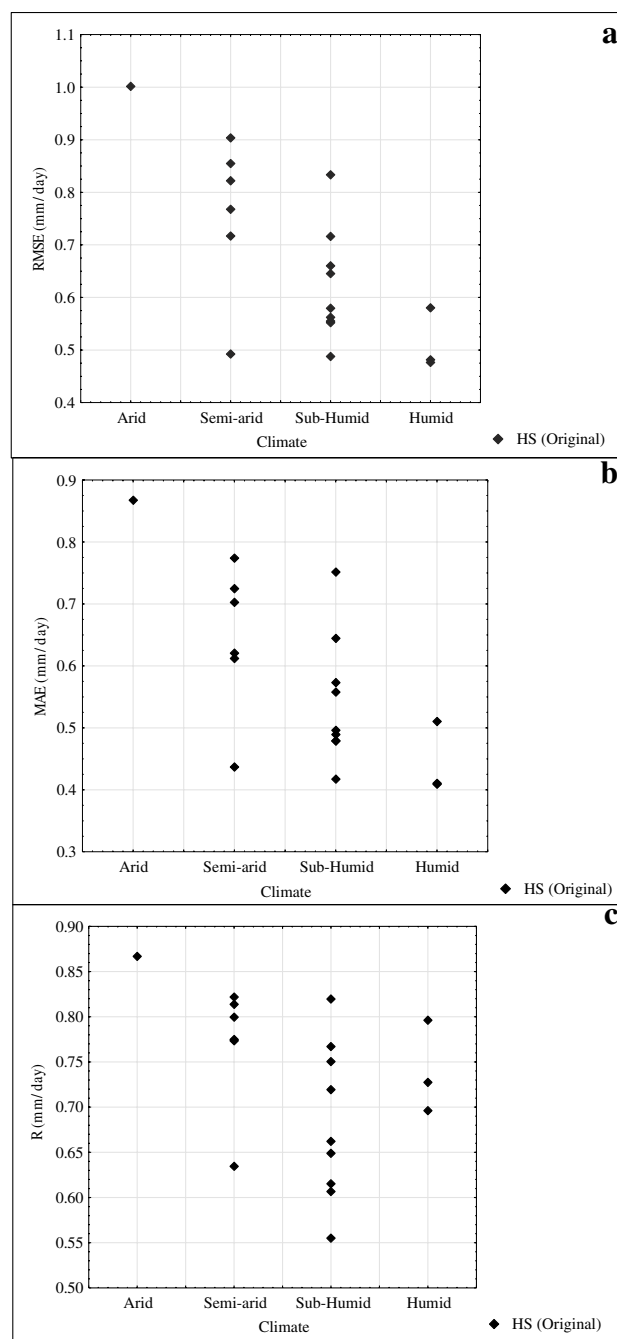 a
1.1
1.0
0.9
0.8
0.7
0.6
0.5
0.4
RMSE (mm/day)
Arid Semi-arid Sub-Humid Humid
Climate
HS (Original)
b
0.9
0.8
0.7
0.6
0.5
0.4
0.3
MAE (mm/day)
Arid Semi-arid Sub-Humid Humid
Climate
HS (Original)
c
0.90
0.85
0.80
0.75
0.70
0.65
0.60
0.55
0.50
R (mm/day)
Arid Semi-arid Sub-Humid Humid
Climate
HS (Original)